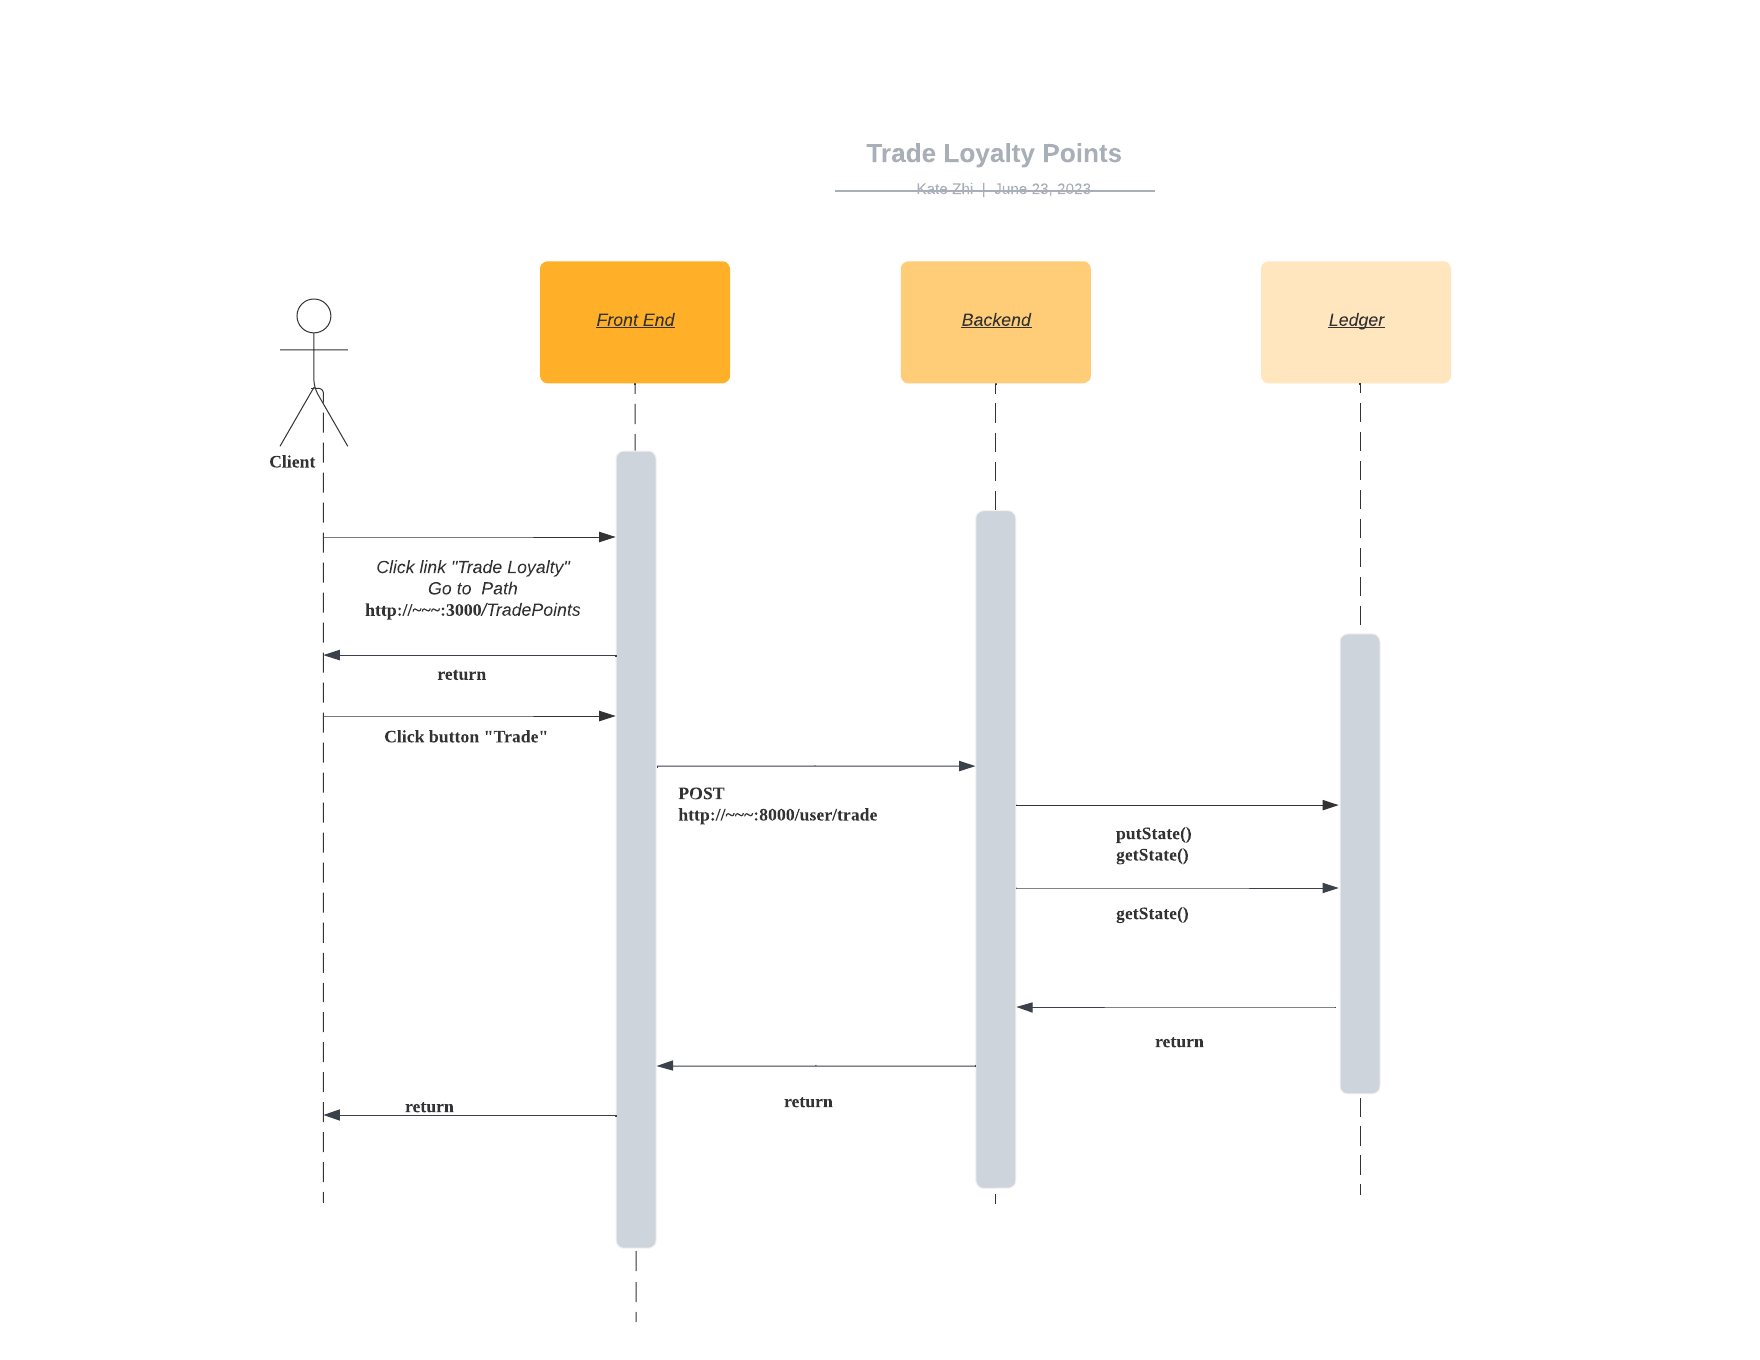 Trade Loyalty Points
Kate Zhi | June 23, 2023
Front End
Backend
Ledger
Client
Click link "Trade Loyalty"
Go to Path
http://~~~:3000/TradePoints
return
Click button "Trade"
POST
http://~~~:8000/user/trade
putState()
getState()
getState()
return
return
return